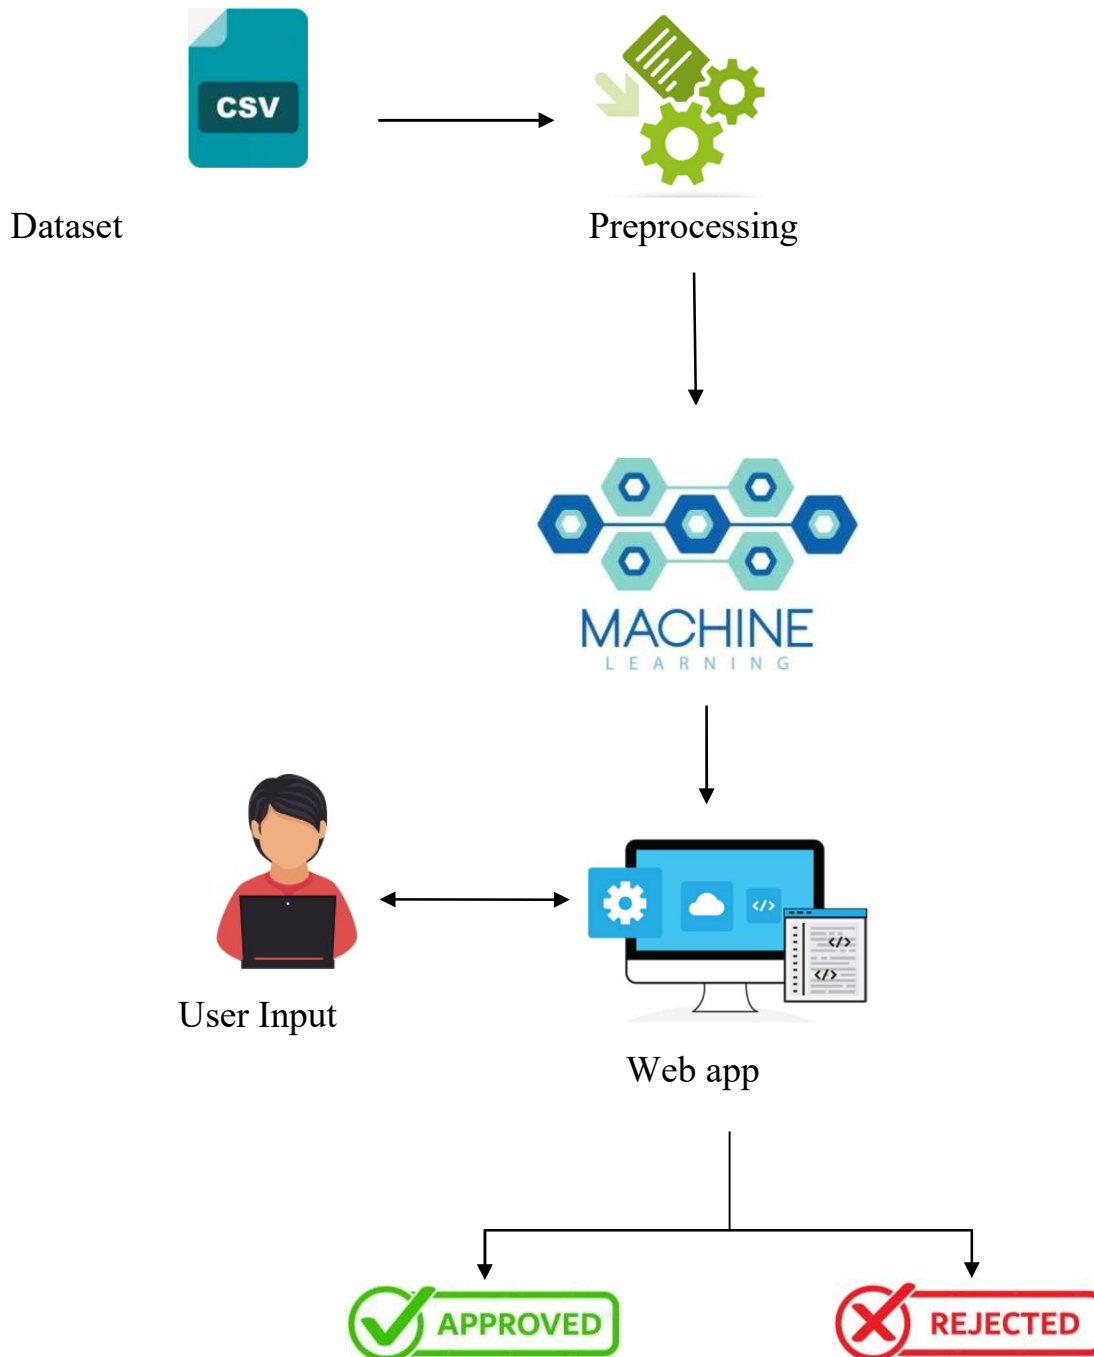 CSV
Dataset
Preprocessing
MACHINE
LEARNING
</>
</>
</>
User Input
Web app
APPROVED
REJECTED